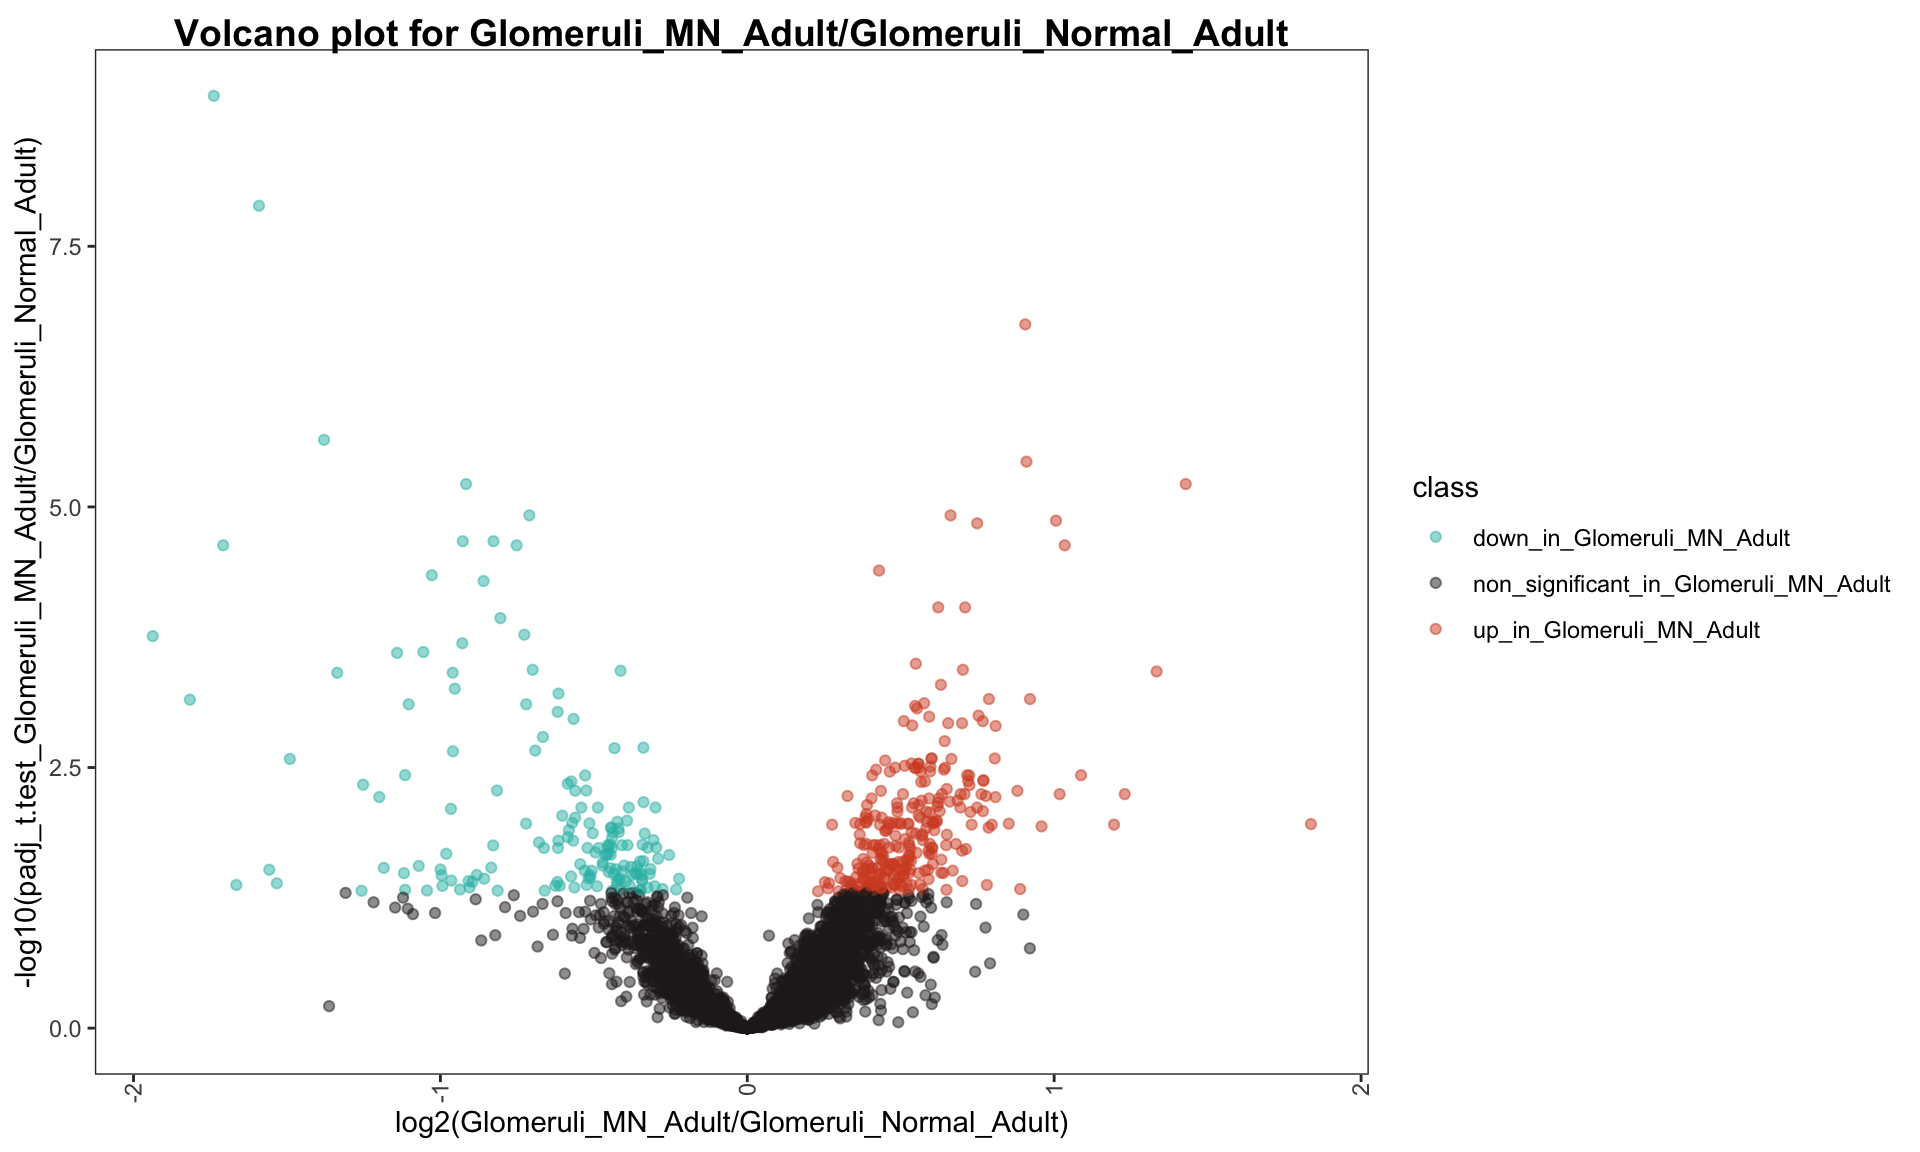 Volcano plot for Glomeruli_MN_Adult/Glomeruli_Normal_Adult
-log10(padj_t.test_Glomeruli_MN_Adult/Glomeruli_Normal_Adult)
7.5
5.0
2.5
0.0
-2
-1
0
1
2
log2(Glomeruli_MN_Adult/Glomeruli_Normal_Adult)
class
down_in_Glomeruli_MN_Adult
non_significant_in_Glomeruli_MN_Adult
up_in_Glomeruli_MN_Adult